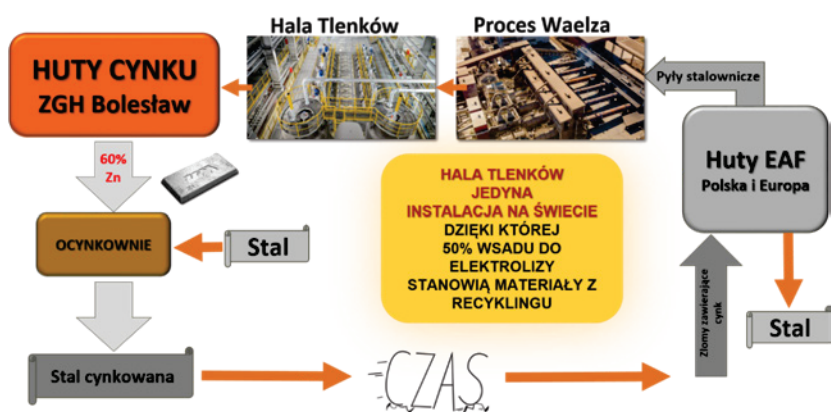 Hala Tlenków
Proces Waelza
HUTY CYNKU
ZGH Bolesław
Pyły stalownicze
Huty EAF
Polska i Europa
60%
Zn
HALA TLENKÓW
JEDYNA
INSTALACJA NA ŚWIECIE
DZIĘKI KTÓREJ
50% WSADU DO
ELEKTROLIZY
STANOWIĄ MATERIAŁY Z
RECYKLINGU
OCYNKOWNIE
Stal
Złomy zawierające
cynk
Stal
Stal cynkowana
CZAS